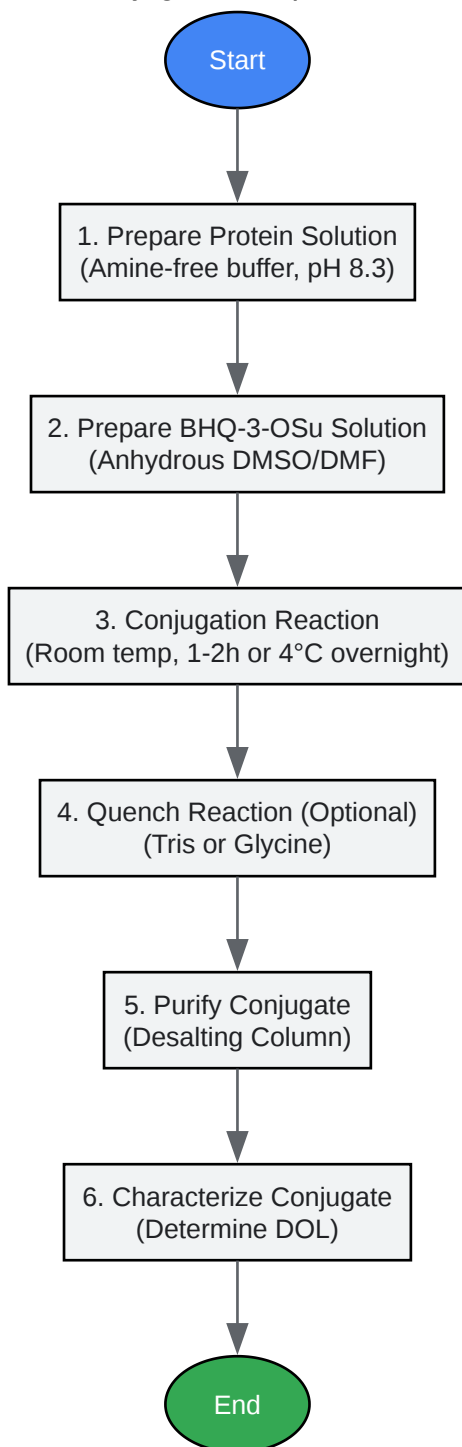 Start
1. Prepare Protein Solution
(Amine-free buffer, pH 8.3)
2. Prepare BHQ-3-OSu Solution
(Anhydrous DMSO/DMF)
3. Conjugation Reaction
(Room temp, 1-2h or 4°C overnight)
4. Quench Reaction (Optional)
(Tris or Glycine)
5. Purify Conjugate
(Desalting Column)
6. Characterize Conjugate
(Determine DOL)
End